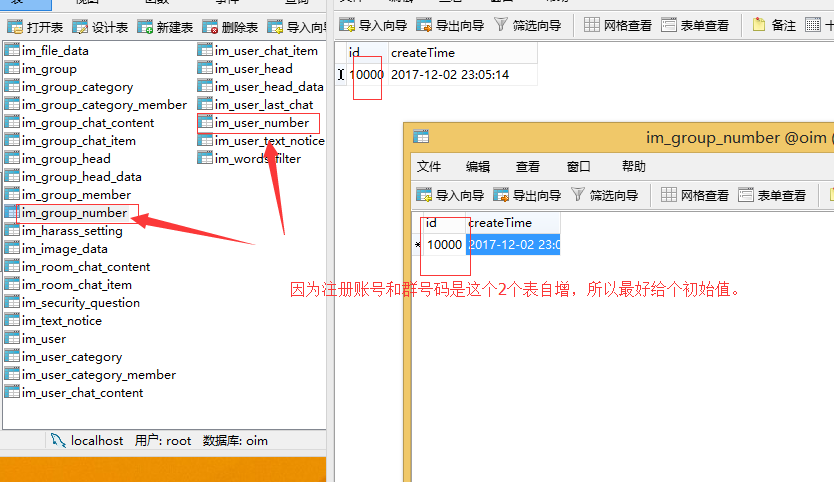 打开表 设计表 新建表 删除表 导入向导
im_file_data
im_group
im_group_category
im_group_category_member
im_group_chat_content
im_group_chat_item
im_group_head
im_group_head_data
im_group_member
im_group_number
im_harass_setting
im_image_data
im_room_chat_content
im_room_chat_item
im_security_question
im_text_notice
im_user
im_user_category
im_user_category_member
im_user_chat_content
im_user_chat_item
im_user_head
im_user_head_data
im_user_last_chat
im_user_number
im_user_text_notice
im_words_filter
localhost 用户: root 数据库: oim
导入向导 导出向导 筛选向导 网格查看 表单查看 备注
id createTime
10000 2017-12-02 23:05:14
im_group_number @oim (
文件 编辑 查看 窗口 帮助
导入向导 导出向导 筛选向导 网格查看 表单查看
id createTime
10000 2017-12-02 23:0
因为注册账号和群号码是这个2个表自增，所以最好给个初始值。